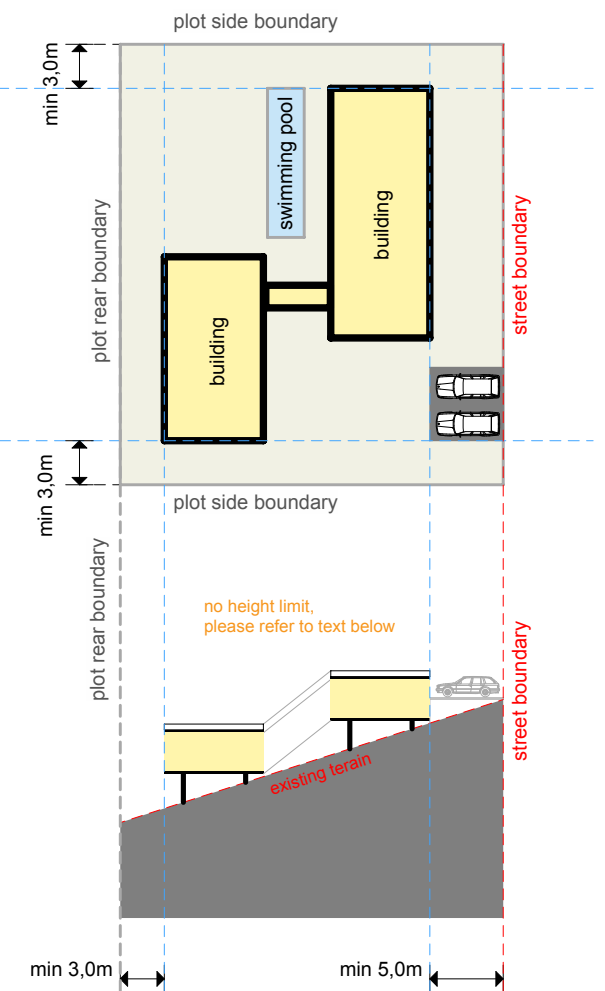 plot side boundary
min 3,0m
swimming pool
building
plot rear boundary
street boundary
building
min 3,0m
plot side boundary
plot rear boundary
no height limit,
please refer to text below
street boundary
existing terain
min 3,0m
min 5,0m